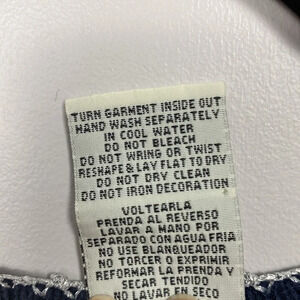 TURN GARMENT INSIDE OUT
HAND WASH SEPARATELY
IN COOL WATER
DO NOT BLEACH
DO NOT WRING OR TWIST
RESHAPE & LAY FLAT TO DRY
DO NOT DRY CLEAN
DO NOT IRON DECORATION
VOLTEARLA
PRENDA AL REVERSO
LAVAR A MANO POR
SEPARADO CON AGUA FRIA
NO USE BLANQUEADOR
NO TORCER O EXPRIMIR
REFORMAR LA PRENDA Y
SECAR TENDIDO
NO LAVAR EN SECO